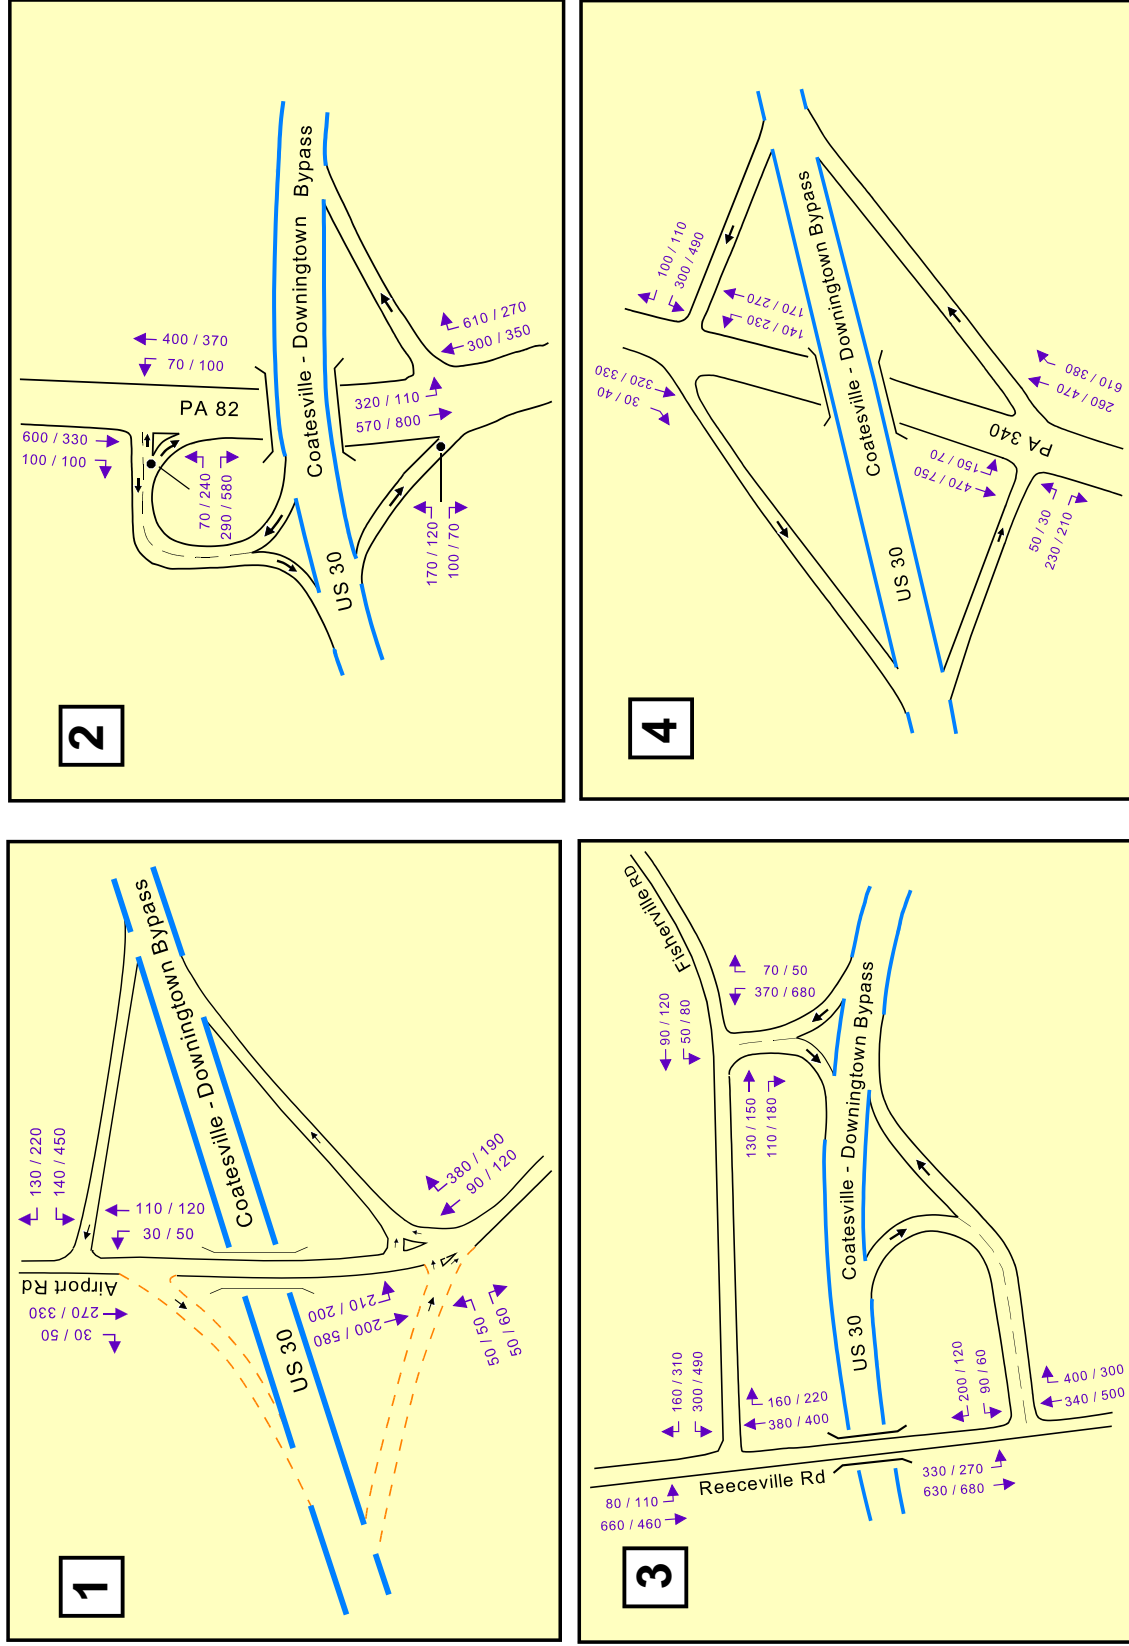 2
400 / 370
70 / 100
PA 82
600 / 330
100 / 100
70 / 240
290 / 580
Coatesville - Downingtown Bypass
US 30
610 / 270
300 / 350
320 / 110
570 / 800
170 / 120
100 / 70
4
100 / 110
300 / 490
170 / 270
140 / 230
320 / 330
30 / 40
Coatesville - Downingtown Bypass
US 30
PA 340
610 / 380
260 / 470
150 / 70
470 / 750
50 / 30
230 / 210
1
130 / 220
140 / 450
110 / 120
30 / 50
Airport Rd
270 / 330
30 / 50
Coatesville - Downingtown Bypass
US 30
380 / 190
90 / 120
210 / 200
200 / 580
50 / 50
50 / 60
3
Fisherville RD
70 / 50
370 / 680
90 / 120
50 / 80
130 / 150
110 / 180
Coatesville - Downingtown Bypass
US 30
160 / 310
300 / 490
160 / 220
380 / 400
Reeceville Rd
80 / 110
660 / 460
200 / 120
90 / 60
400 / 300
340 / 500
330 / 270
630 / 680